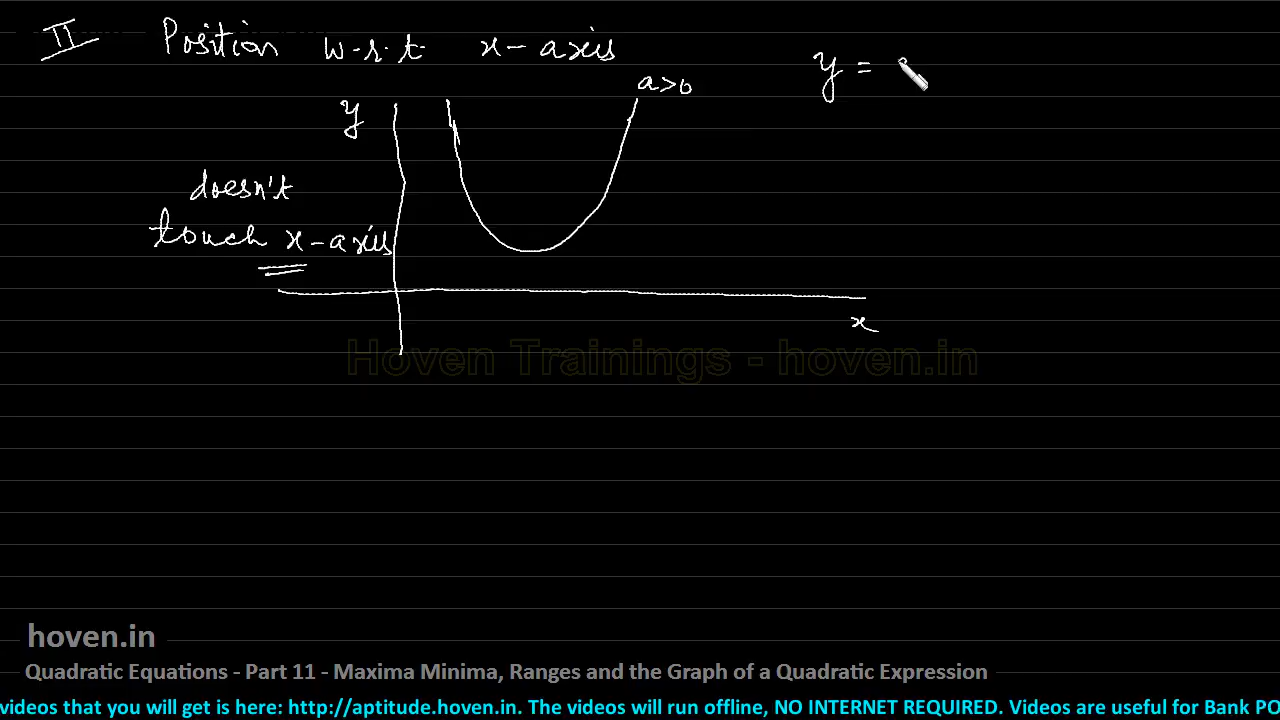 II Position w.r.t. x-axis
y =
a>0
y
doesn't
touch x-axis
x
Hoven Trainings - hoven.in
hoven.in
Quadratic Equations - Part 11 - Maxima Minima, Ranges and the Graph of a Quadratic Expression
videos that you will get is here: http://aptitude.hoven.in. The videos will run offline, NO INTERNET REQUIRED. Videos are useful for Bank PO